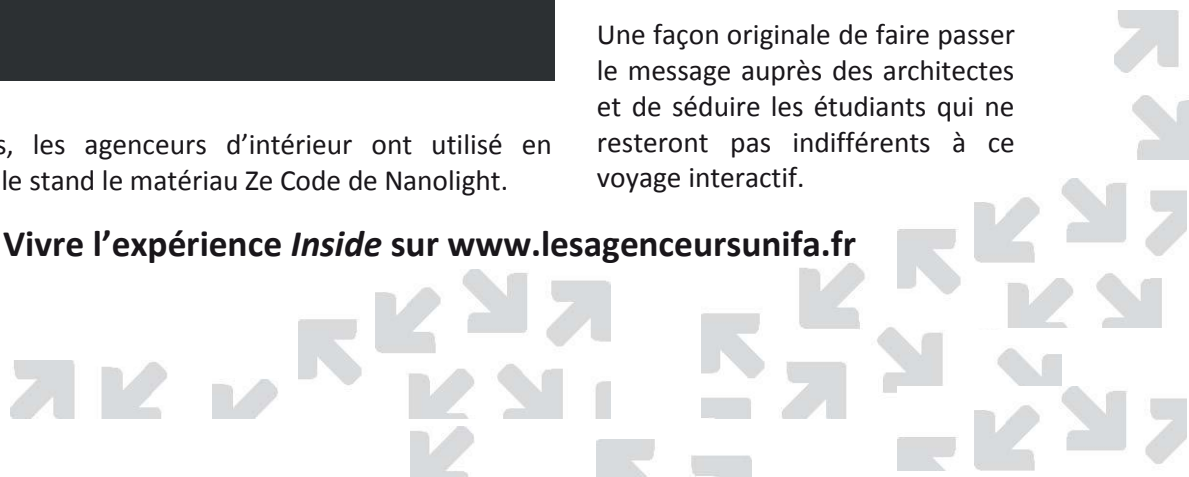 s, les agenceurs d’intérieur ont utilisé en
le stand le matériau Ze Code de Nanolight.
Une façon originale de faire passer
le message auprès des architectes
et de séduire les étudiants qui ne
resteront pas indifférents à ce
voyage interactif.
Vivre l’expérience Inside sur www.lesagenceursunifa.fr